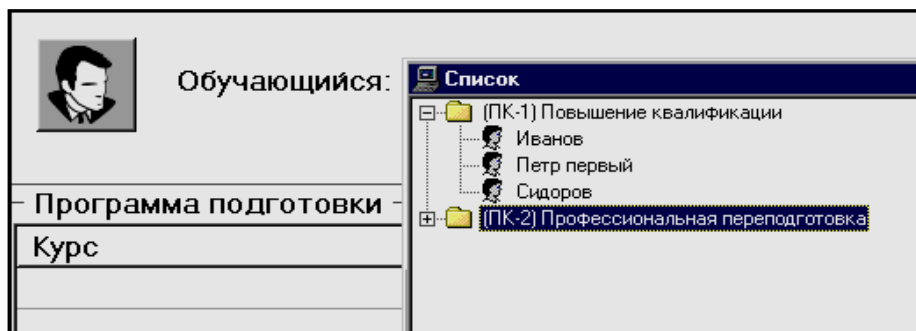 Обучающийся:
Список
(ПК-1) Повышение квалификации
Иванов
Петр первый
Сидоров
(ПК-2) Профессиональная переподготовка
Программа подготовки
Курс